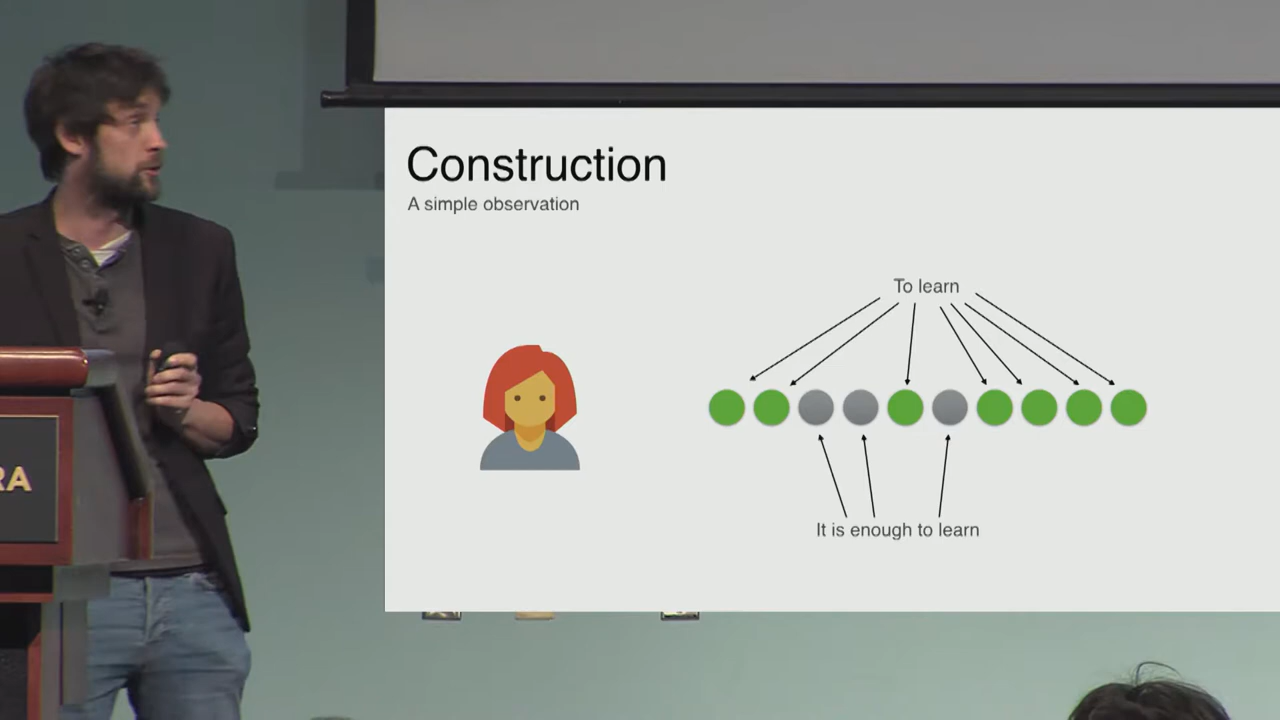 Construction
A simple observation
To learn
It is enough to learn
RA